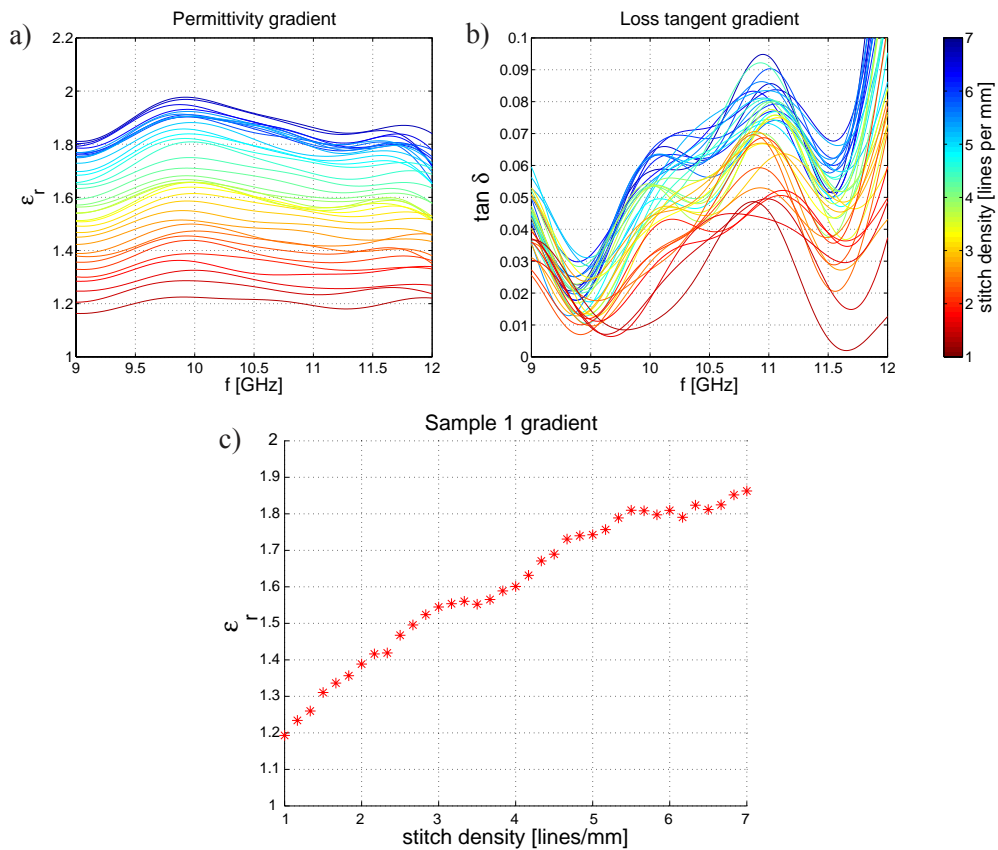 a)
Permittivity gradient
2.2
2
1.8
1.6
1.4
1.2
1
ε r
9 9.5 10 10.5 11 11.5 12
f [GHz]
b)
Loss tangent gradient
0.1
0.09
0.08
0.07
0.06
0.05
0.04
0.03
0.02
0.01
0
tan δ
9 9.5 10 10.5 11 11.5 12
f [GHz]
7
6
5
4
3
2
1
stitch density [lines per mm]
c)
Sample 1 gradient
2
1.9
1.8
1.7
1.6
1.5
1.4
1.3
1.2
1.1
1
ε r
1 2 3 4 5 6 7
stitch density [lines/mm]